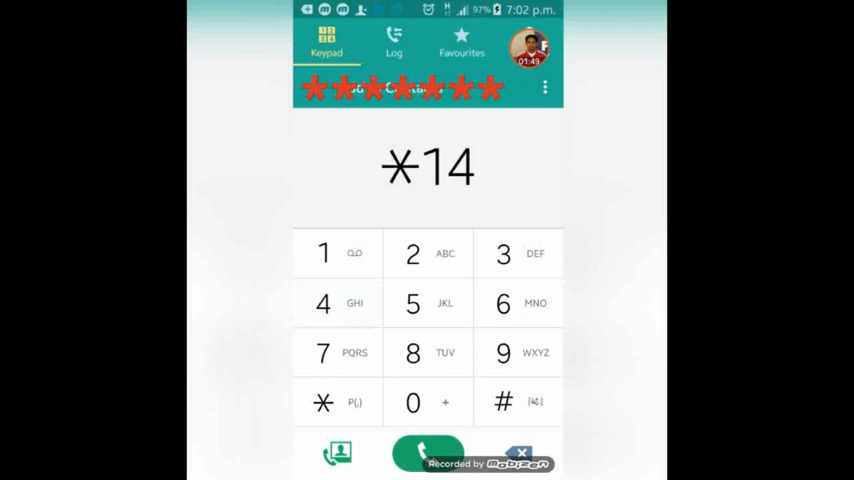 97% 7:02 p.m.
Keypad Log Favourites
01:49
*14
1 2 ABC 3 DEF
4 GHI 5 JKL 6 MNO
7 PQRS 8 TUV 9 WXYZ
* P(,) 0 + #
Recorded by mobizen